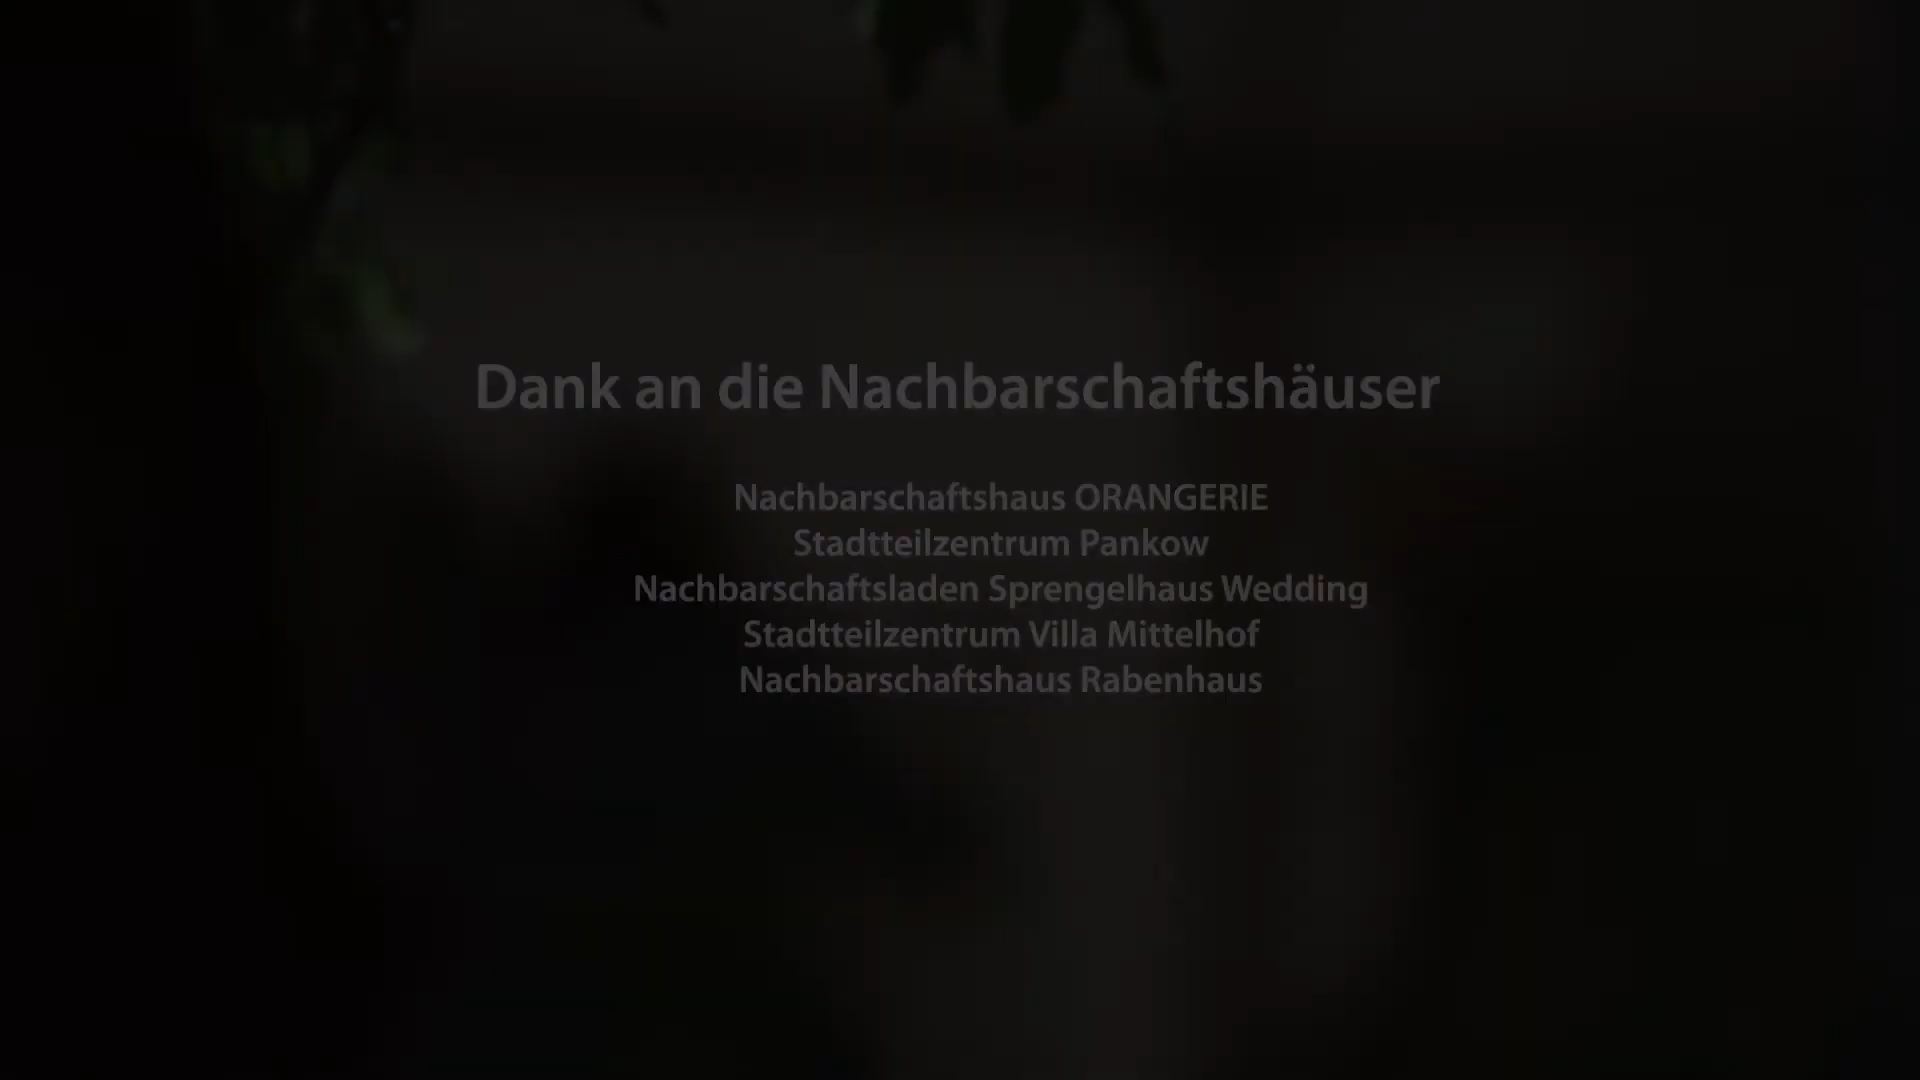 Dank an die Nachbarschaftshäuser
Nachbarschaftshaus ORANGERIE
Stadtteilzentrum Pankow
Nachbarschaftsladen Sprengelhaus Wedding
Stadtteilzentrum Villa Mittelhof
Nachbarschaftshaus Rabenhaus